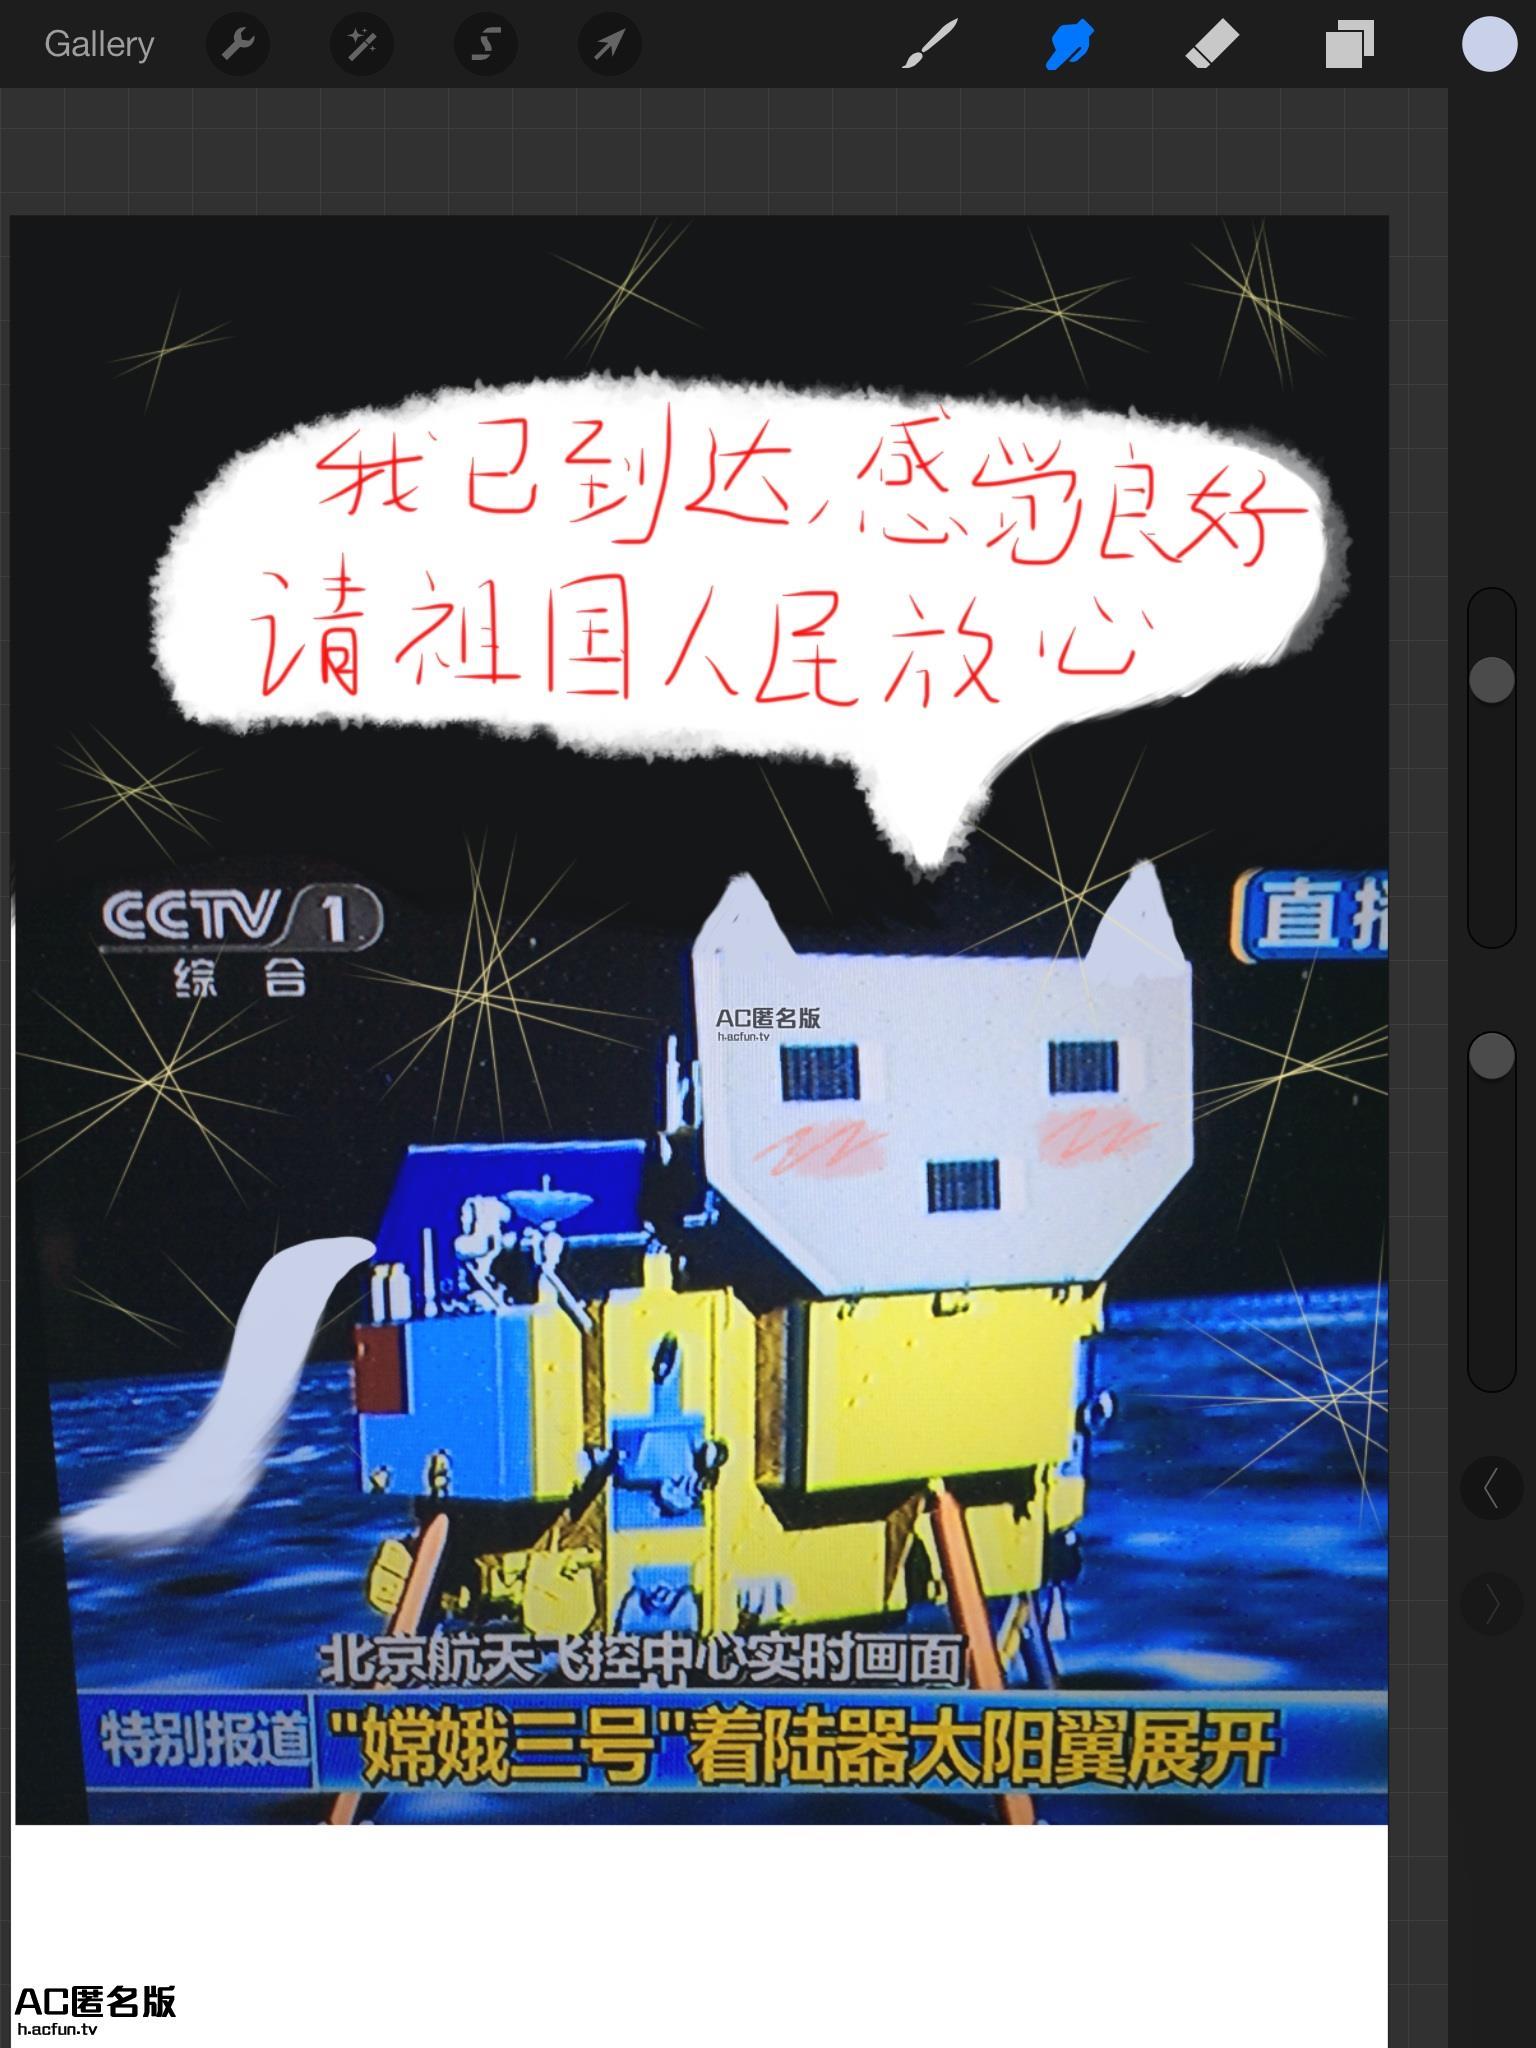 Gallery
我已到达,感觉良好
请祖国人民放心
CCTV 1
综合
直播
AC匿名版
h.acfun.tv
北京航天飞控中心实时画面
特别报道
"嫦娥三号"着陆器太阳翼展开
AC匿名版
h.acfun.tv